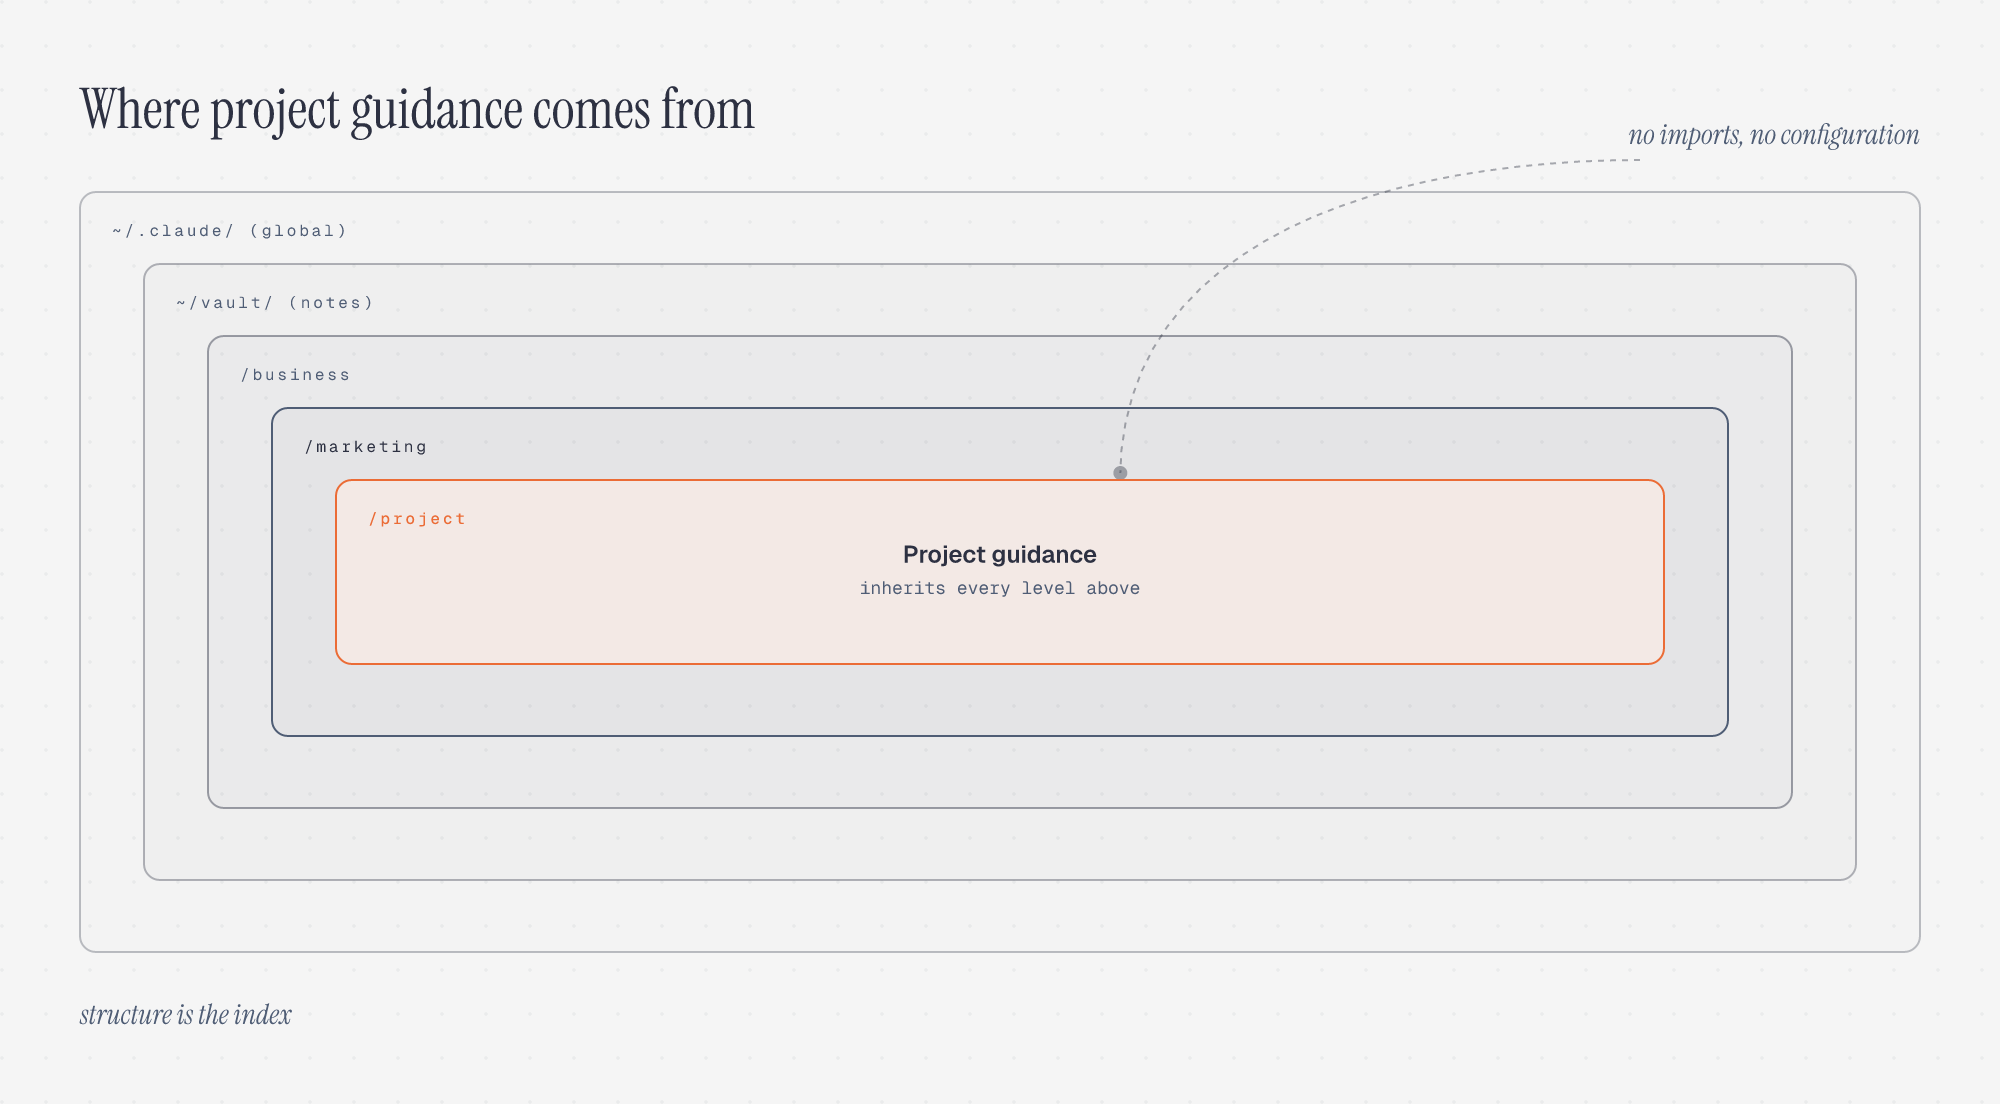 Where project guidance comes from
no imports, no configuration
~/.claude/ (global)
~/vault/ (notes)
/business
/marketing
/project
Project guidance
inherits every level above
structure is the index